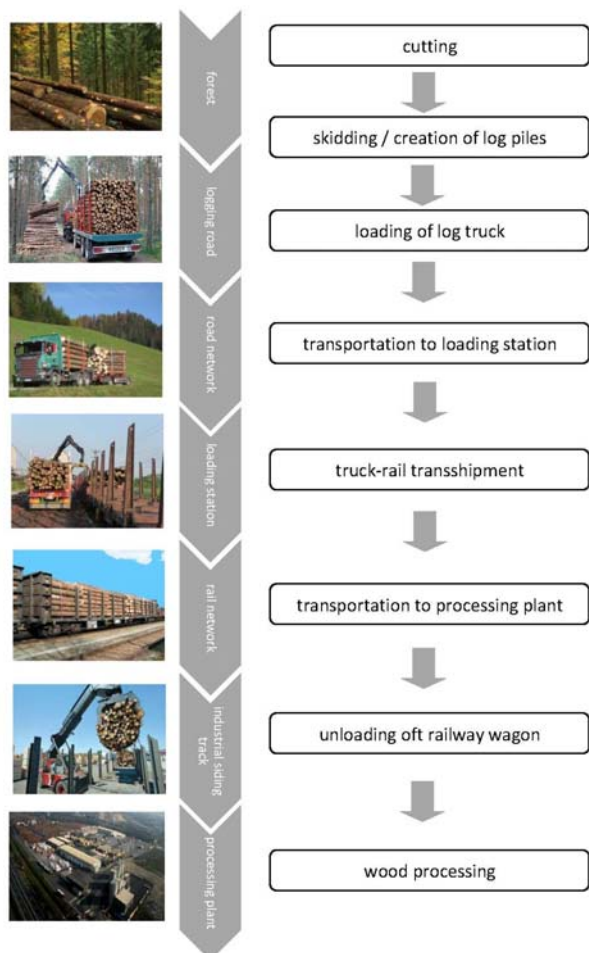 cutting
forest
skidding / creation of log piles
logging road
loading of log truck
road network
transportation to loading station
loading station
truck-rail transshipment
rail network
transportation to processing plant
industrial siding
track
unloading oft railway wagon
processing plant
wood processing